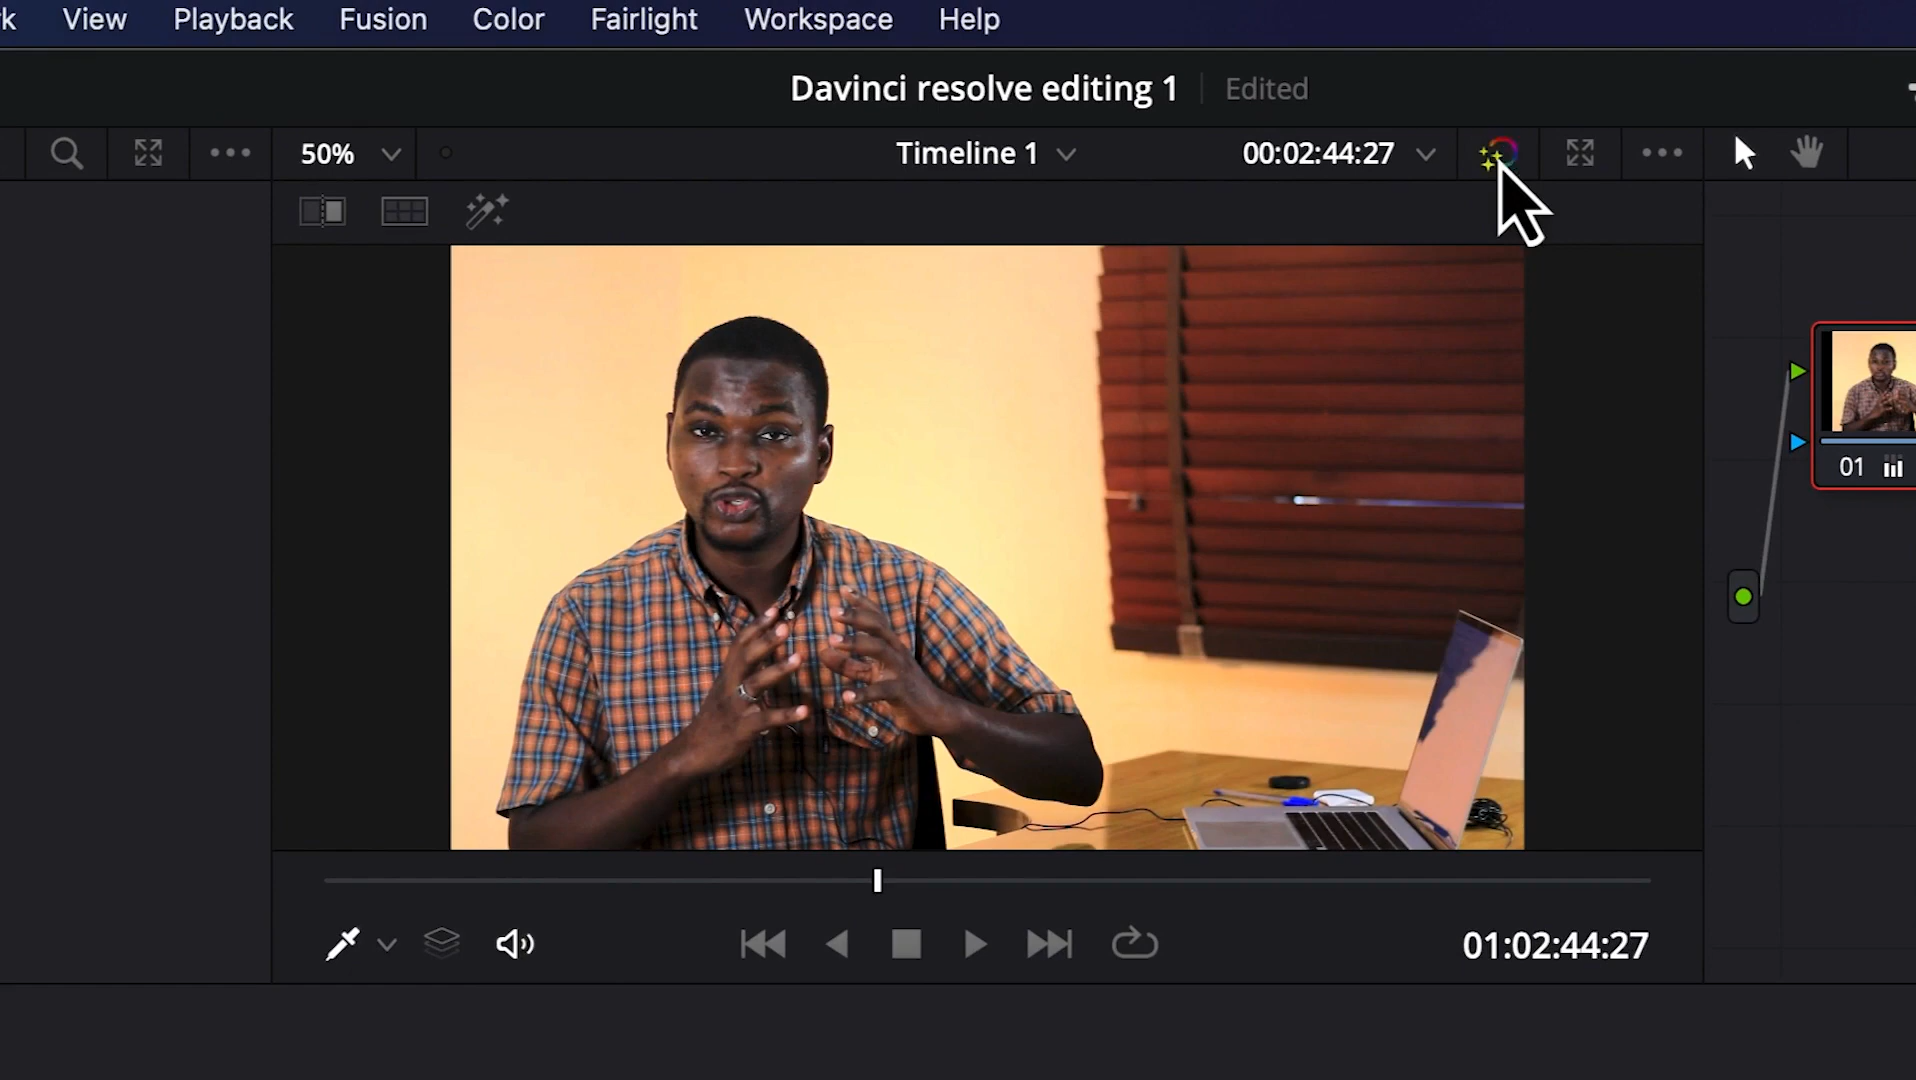 k View Playback Fusion Color Fairlight Workspace Help
Davinci resolve editing 1 Edited
50% Timeline 1 00:02:44:27
01
01:02:44:27